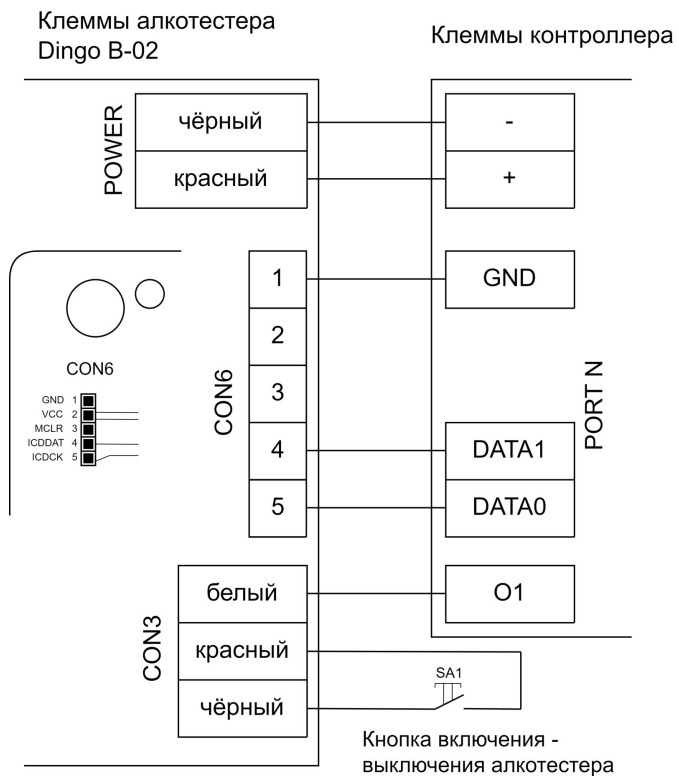 Клеммы алкотестера
Dingo B-02
Клеммы контроллера
POWER
чёрный
-
красный
+
1
GND
2
3
CON6
4
DATA1
5
DATA0
PORT N
CON6
GND 1
VCC 2
MCLR 3
ICDDAT 4
ICDCK 5
CON3
белый
O1
красный
чёрный
SA1
Кнопка включения -
выключения алкотестера